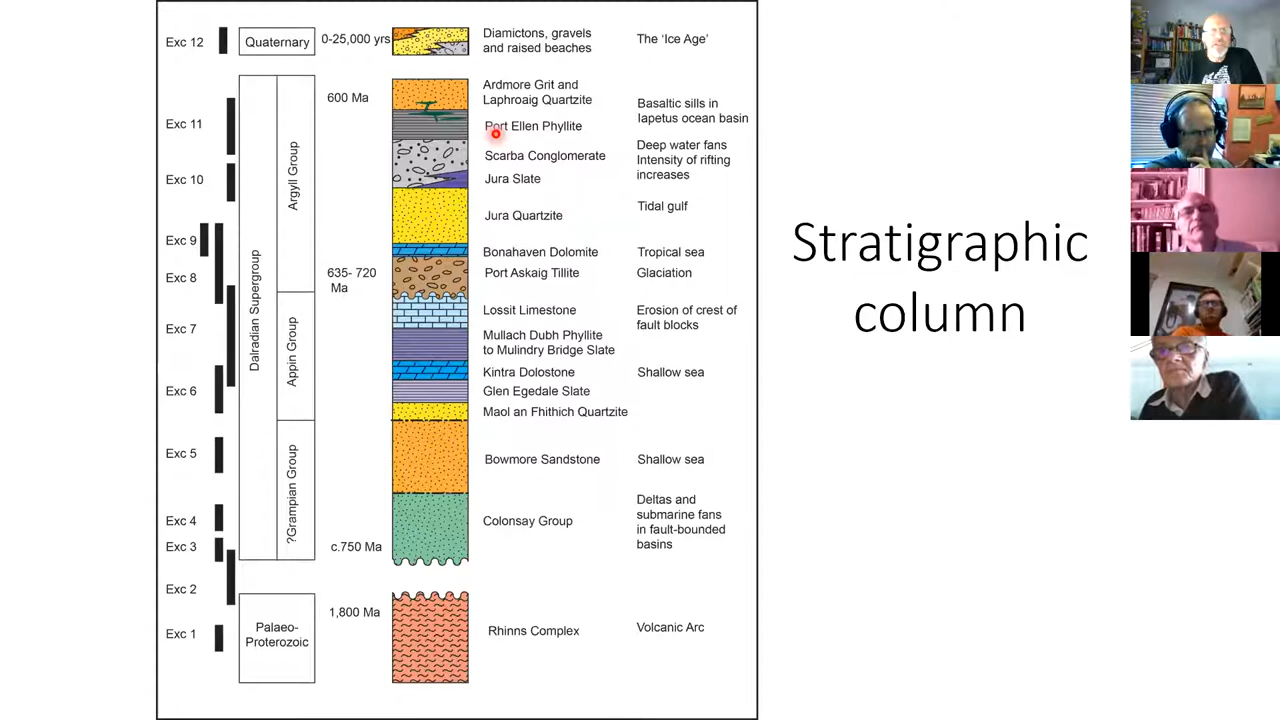 Exc 12
Quaternary
0-25,000 yrs
Diamictons, gravels
and raised beaches
The 'Ice Age'
600 Ma
Ardmore Grit and
Laphroaig Quartzite
Basaltic sills in
Iapetus ocean basin
Exc 11
Port Ellen Phyllite
Argyll Group
Scarba Conglomerate
Deep water fans
Intensity of rifting
increases
Exc 10
Jura Slate
Jura Quartzite
Tidal gulf
Stratigraphic
column
Exc 9
Bonahaven Dolomite
Tropical sea
Exc 8
635- 720
Ma
Port Askaig Tillite
Glaciation
Dalradian Supergroup
Lossit Limestone
Erosion of crest of
fault blocks
Exc 7
Appin Group
Mullach Dubh Phyllite
to Mulindry Bridge Slate
Kintra Dolostone
Shallow sea
Exc 6
Glen Egedale Slate
Maol an Fhithich Quartzite
Exc 5
Bowmore Sandstone
Shallow sea
?Grampian Group
Exc 4
Colonsay Group
Deltas and
submarine fans
in fault-bounded
basins
Exc 3
c.750 Ma
Exc 2
1,800 Ma
Exc 1
Palaeo-
Proterozoic
Rhinns Complex
Volcanic Arc